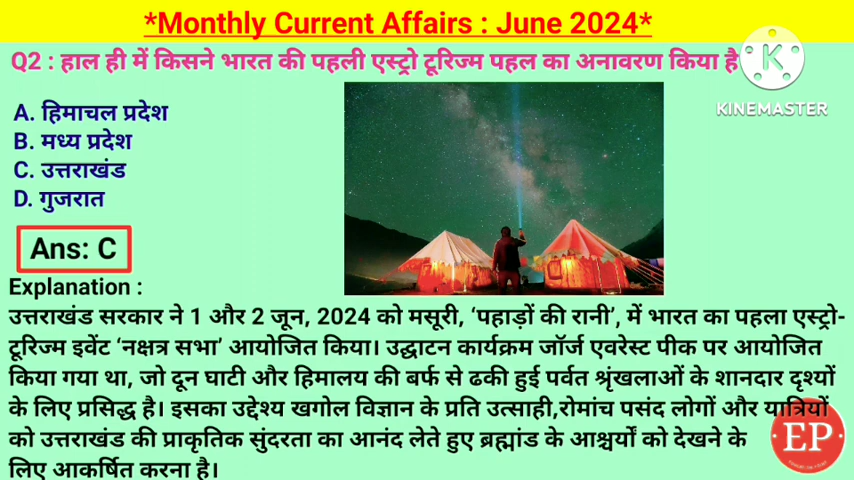 *Monthly Current Affairs : June 2024*
Q2 : हाल ही में किसने भारत की पहली एस्ट्रो टूरिज्म पहल का अनावरण किया है
KINEMASTER
A. हिमाचल प्रदेश
B. मध्य प्रदेश
C. उत्तराखंड
D. गुजरात
Ans: C
Explanation :
उत्तराखंड सरकार ने 1 और 2 जून, 2024 को मसूरी, ‘पहाड़ों की रानी’, में भारत का पहला एस्ट्रो-
टूरिज्म इवेंट ‘नक्षत्र सभा’ आयोजित किया। उद्घाटन कार्यक्रम जॉर्ज एवरेस्ट पीक पर आयोजित
किया गया था, जो दून घाटी और हिमालय की बर्फ से ढकी हुई पर्वत श्रृंखलाओं के शानदार दृश्यों
के लिए प्रसिद्ध है। इसका उद्देश्य खगोल विज्ञान के प्रति उत्साही,रोमांच पसंद लोगों और यात्रियों
को उत्तराखंड की प्राकृतिक सुंदरता का आनंद लेते हुए ब्रह्मांड के आश्चर्यों को देखने के
लिए आकर्षित करना है।
EP